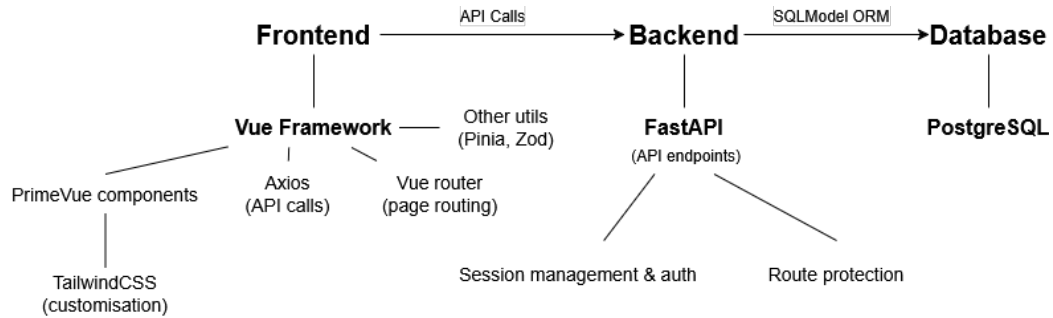 API Calls
SQLModel ORM
Frontend
Backend
Database
Vue Framework
Other utils
(Pinia, Zod)
FastAPI
(API endpoints)
PostgreSQL
PrimeVue components
Axios
(API calls)
Vue router
(page routing)
TailwindCSS
(customisation)
Session management & auth
Route protection